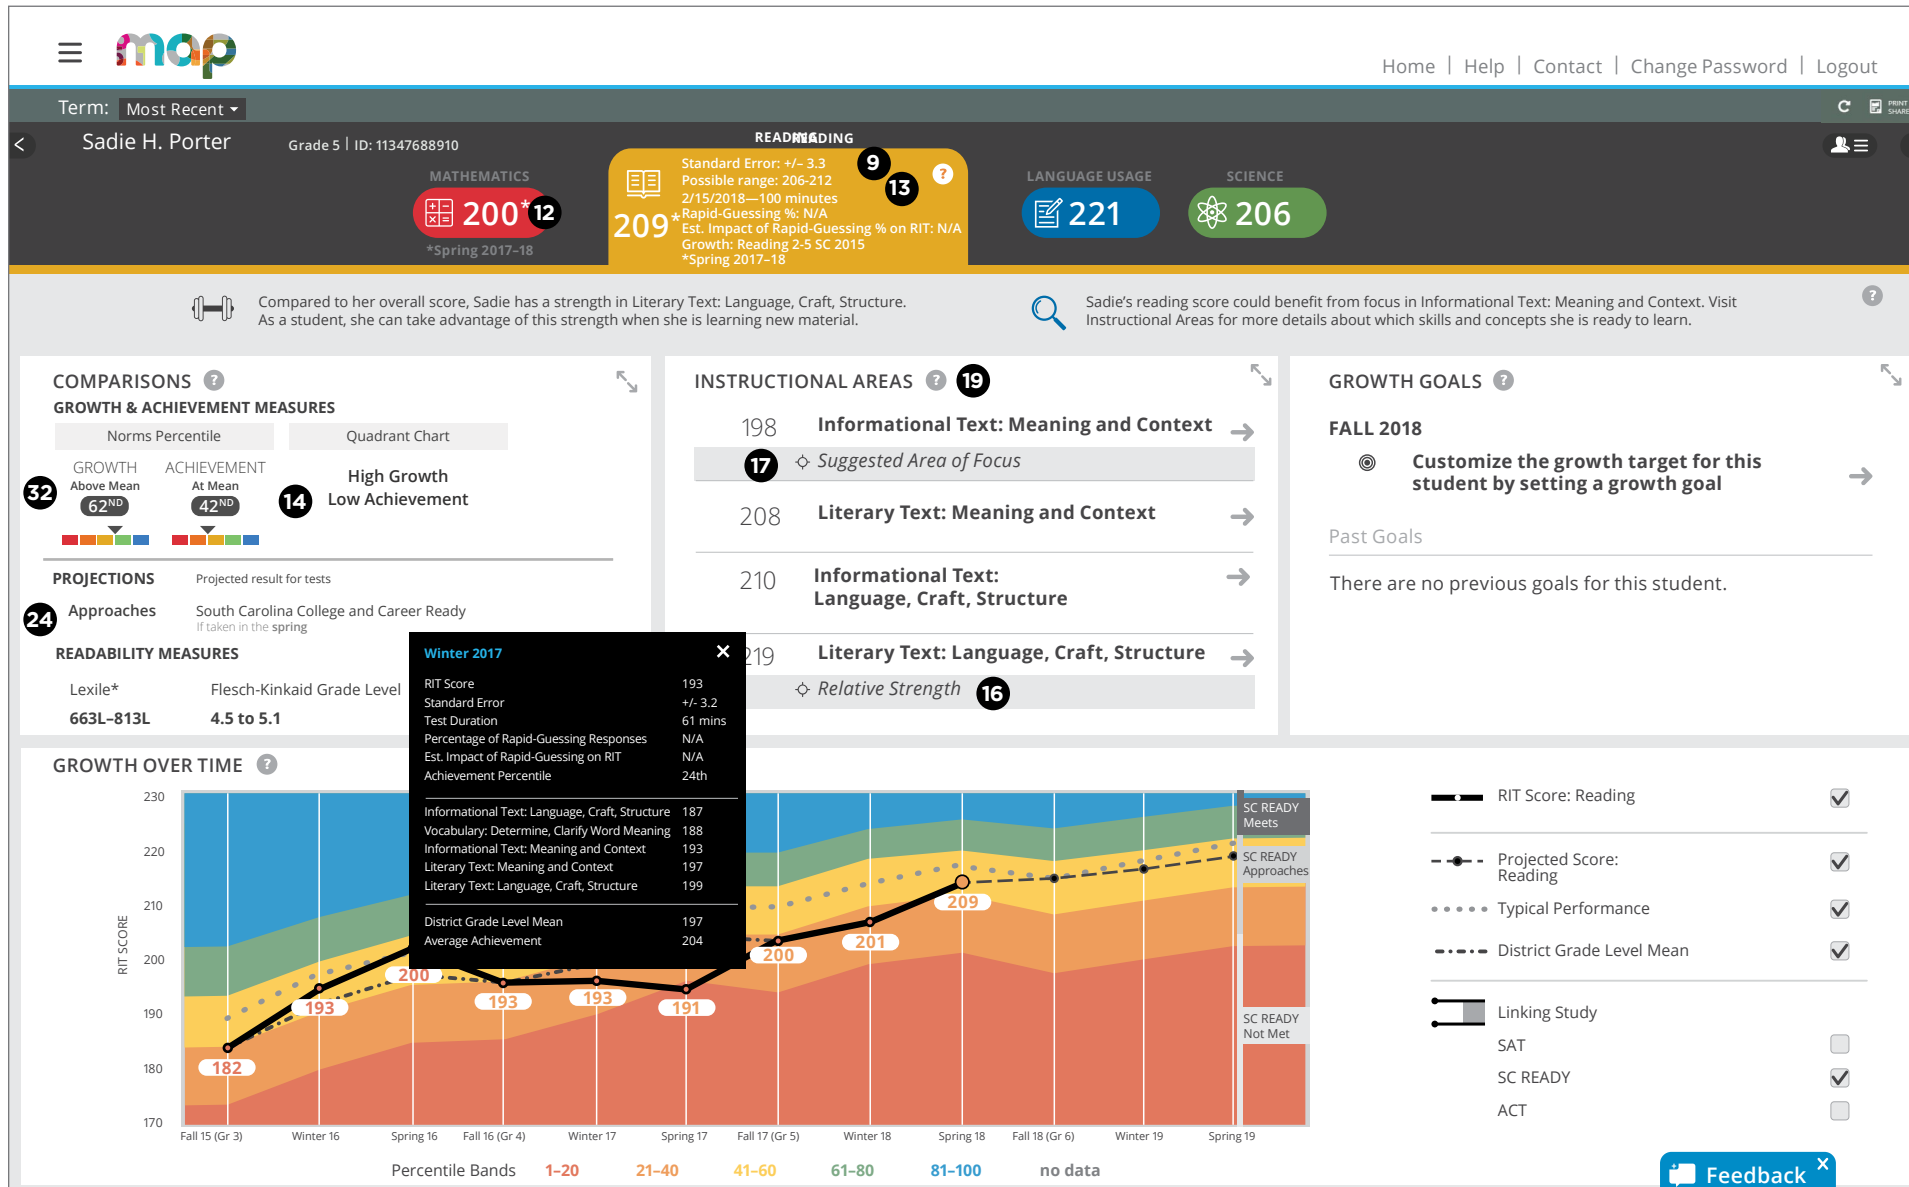 map
Home | Help | Contact | Change Password | Logout
Term: Most Recent
PRINT
SHARE
Sadie H. Porter
Grade 5 | ID: 11347688910
MATHEMATICS
200* 12
*Spring 2017–18
READING READING
Standard Error: +/– 3.3 9
Possible range: 206-212 13 ?
2/15/2018—100 minutes
209* Rapid-Guessing %: N/A
Est. Impact of Rapid-Guessing % on RIT: N/A
Growth: Reading 2-5 SC 2015
*Spring 2017–18
LANGUAGE USAGE
221
SCIENCE
206
Compared to her overall score, Sadie has a strength in Literary Text: Language, Craft, Structure.
As a student, she can take advantage of this strength when she is learning new material.
Sadie's reading score could benefit from focus in Informational Text: Meaning and Context. Visit
Instructional Areas for more details about which skills and concepts she is ready to learn.
?
COMPARISONS ?
GROWTH & ACHIEVEMENT MEASURES
Norms Percentile
Quadrant Chart
GROWTH
Above Mean
32 62ND
ACHIEVEMENT
At Mean
42ND
High Growth
14 Low Achievement
PROJECTIONS Projected result for tests
24 Approaches South Carolina College and Career Ready
If taken in the spring
READABILITY MEASURES
Lexile* Flesch-Kinkaid Grade Level
663L–813L 4.5 to 5.1
INSTRUCTIONAL AREAS ? 19
198 Informational Text: Meaning and Context
17 Suggested Area of Focus
208 Literary Text: Meaning and Context
210 Informational Text:
Language, Craft, Structure
219 Literary Text: Language, Craft, Structure
Relative Strength 16
GROWTH GOALS ?
FALL 2018
Customize the growth target for this
student by setting a growth goal
Past Goals
There are no previous goals for this student.
Winter 2017
RIT Score 193
Standard Error +/- 3.2
Test Duration 61 mins
Percentage of Rapid-Guessing Responses N/A
Est. Impact of Rapid-Guessing on RIT N/A
Achievement Percentile 24th
Informational Text: Language, Craft, Structure 187
Vocabulary: Determine, Clarify Word Meaning 188
Informational Text: Meaning and Context 193
Literary Text: Meaning and Context 197
Literary Text: Language, Craft, Structure 199
District Grade Level Mean 197
Average Achievement 204
GROWTH OVER TIME ?
RIT SCORE
230
220
210
200
190
180
170
182
193
200
193
193
191
200
201
209
SC READY
Meets
SC READY
Approaches
SC READY
Not Met
Fall 15 (Gr 3) Winter 16 Spring 16 Fall 16 (Gr 4) Winter 17 Spring 17 Fall 17 (Gr 5) Winter 18 Spring 18 Fall 18 (Gr 6) Winter 19 Spring 19
Percentile Bands 1–20 21–40 41–60 61–80 81–100 no data
RIT Score: Reading
Projected Score:
Reading
Typical Performance
District Grade Level Mean
Linking Study
SAT
SC READY
ACT
Feedback X